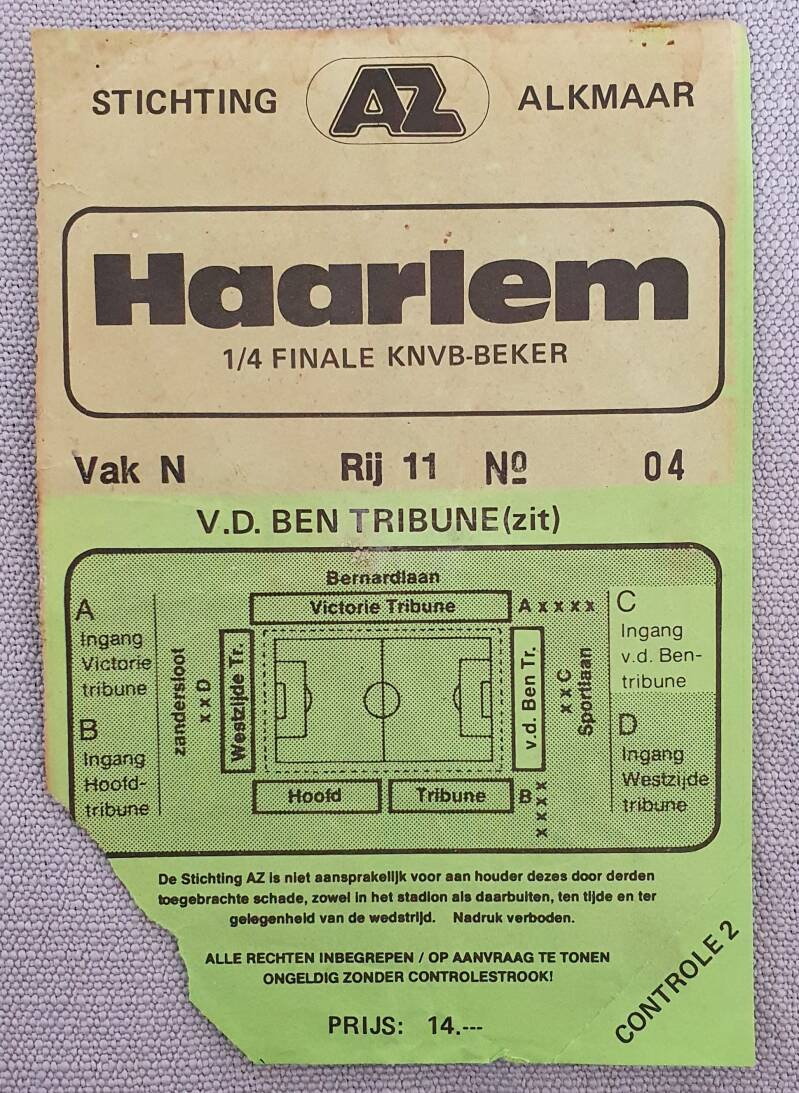 STICHTING AZ ALKMAAR
Haarlem
1/4 FINALE KNVB-BEKER
Vak N Rij 11 Nº 04
V.D. BEN TRIBUNE(zit)
Bernardlaan
Victorie Tribune A x x x x
A
Ingang
Victorie
tribune
B
Ingang
Hoofd-
tribune
zandersloot
x x D
Westzijde Tr.
v.d. Ben Tr.
x x C
Sportlaan
Hoofd Tribune B x x x x
C
Ingang
v.d. Ben-
tribune
D
Ingang
Westzijde
tribune
De Stichting AZ is niet aansprakelijk voor aan houder dezes door derden
toegebrachte schade, zowel in het stadion als daarbuiten, ten tijde en ter
gelegenheid van de wedstrijd. Nadruk verboden.
ALLE RECHTEN INBEGREPEN / OP AANVRAAG TE TONEN
ONGELDIG ZONDER CONTROLESTROOK!
PRIJS: 14.---
CONTROLE 2